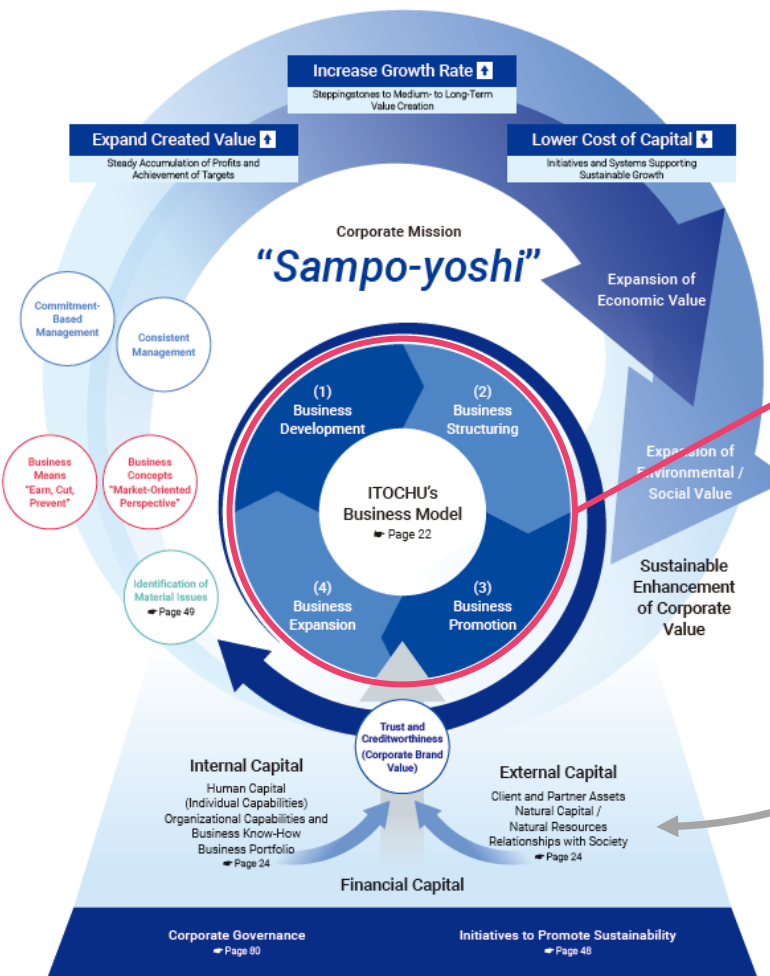 Increase Growth Rate
Steppingstones to Medium- to Long-Term
Value Creation
Expand Created Value
Steady Accumulation of Profits and
Achievement of Targets
Lower Cost of Capital
Initiatives and Systems Supporting
Sustainable Growth
Corporate Mission
“Sampo-yoshi”
Expansion of
Economic Value
Commitment-
Based
Management
Consistent
Management
(1)
Business
Development
(2)
Business
Structuring
Business
Means
“Earn, Cut,
Prevent”
Business
Concepts
“Market-Oriented
Perspective”
ITOCHU’s
Business Model
☛ Page 22
Expansion of
Environmental /
Social Value
Identification of
Material Issues
☛ Page 49
(4)
Business
Expansion
(3)
Business
Promotion
Sustainable
Enhancement
of Corporate
Value
Trust and
Creditworthiness
(Corporate Brand
Value)
Internal Capital
Human Capital
(Individual Capabilities)
Organizational Capabilities and
Business Know-How
Business Portfolio
☛ Page 24
External Capital
Client and Partner Assets
Natural Capital /
Natural Resources
Relationships with Society
☛ Page 24
Financial Capital
Corporate Governance
☛ Page 80
Initiatives to Promote Sustainability
☛ Page 48